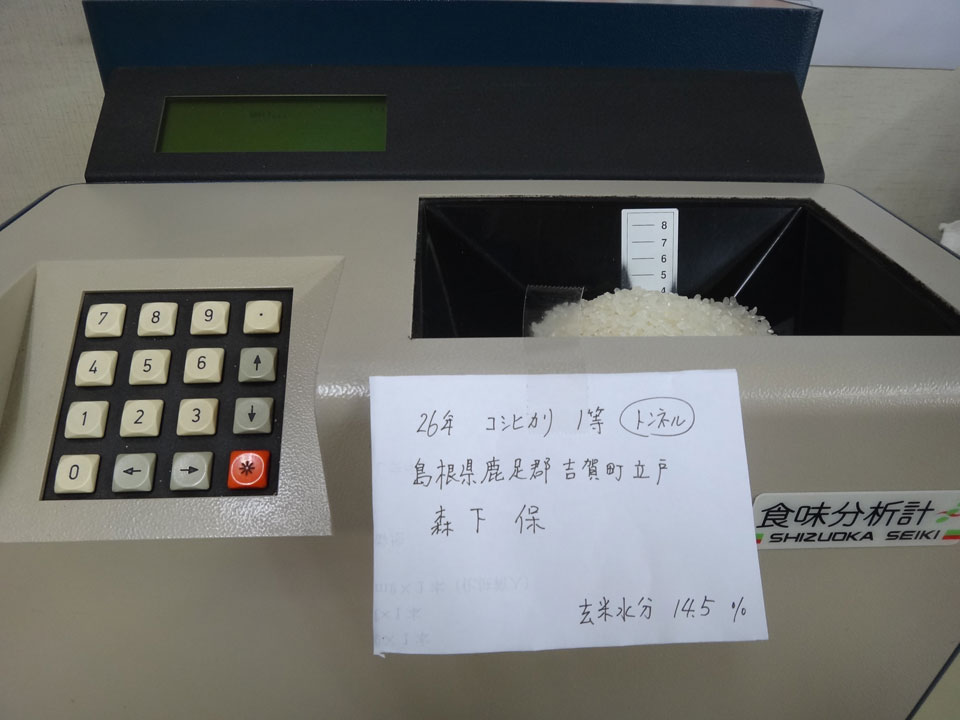 8
7
6
5
4
7 8 9 .
4 5 6 ↑
1 2 3 ↓
0 ← → *
26年 コシヒカリ 1等 トンネル
島根県鹿足郡吉賀町立戸
森下 保
玄米水分 14.5 %
食味分析計
SHIZUOKA SEIKI